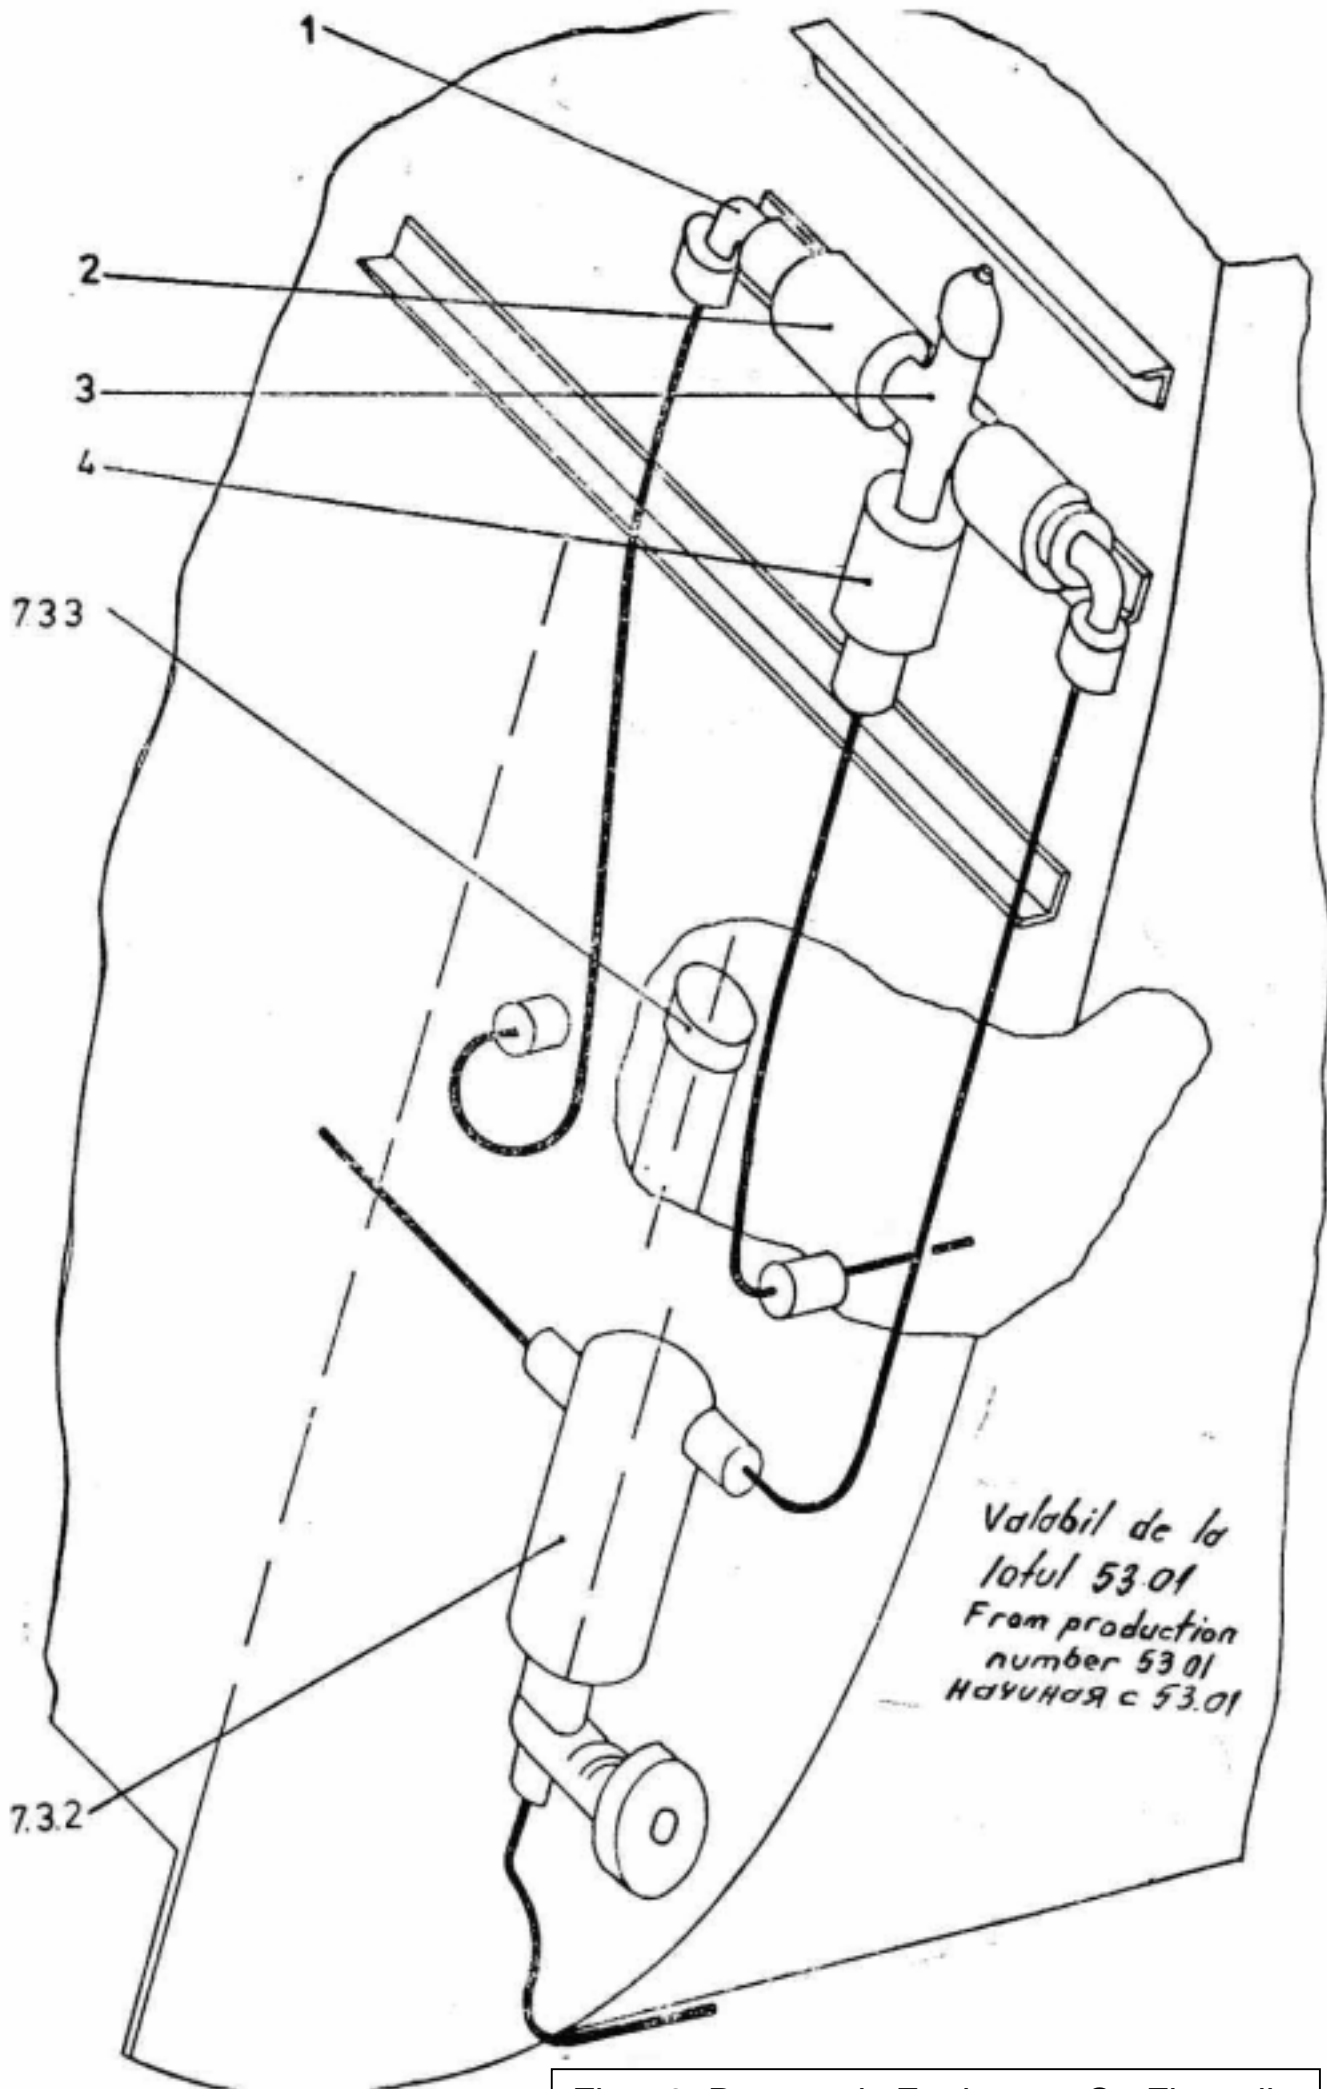 1
2
3
4
7.3.3
7.3.2
Valabil de la
lotul 53.01
From production
number 53 01
Начиная с 53.01